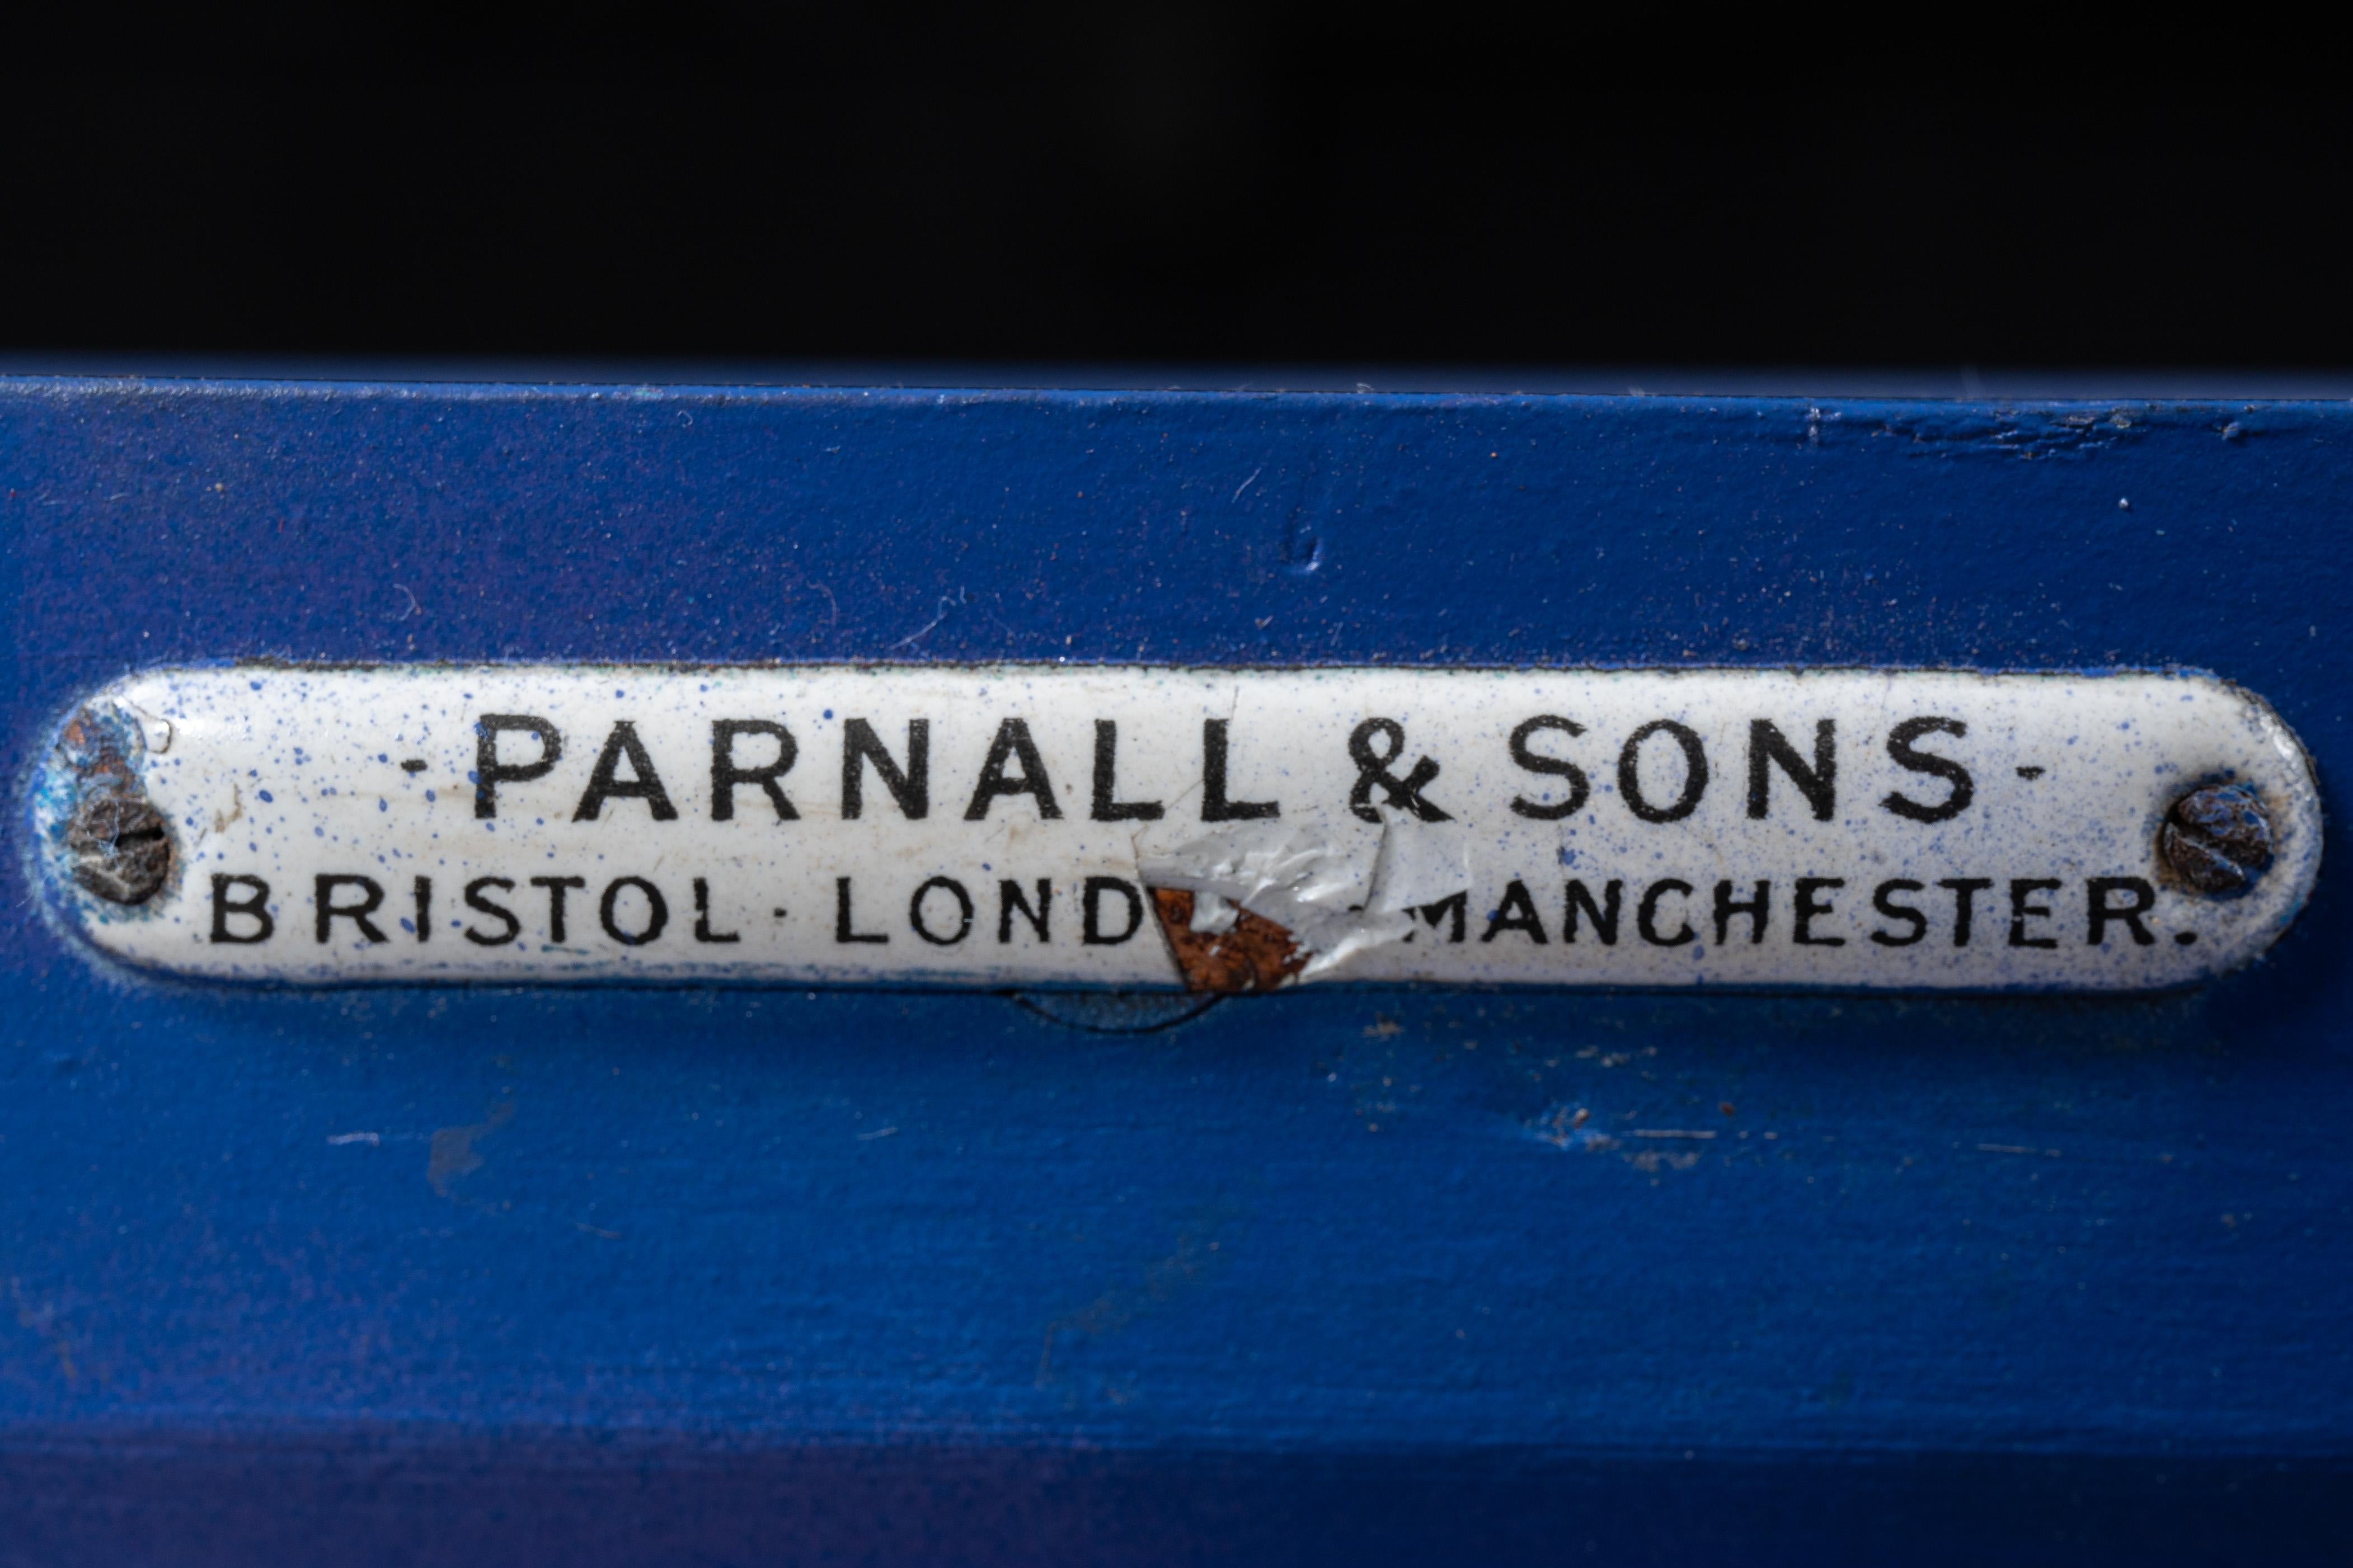 -PARNALL & SONS-
BRISTOL·LOND ·MANCHESTER.